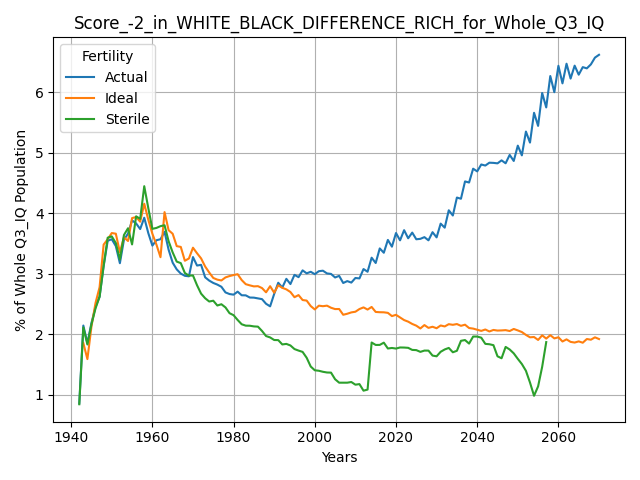 Score_-2_in_WHITE_BLACK_DIFFERENCE_RICH_for_Whole_Q3_IQ
Fertility
Actual
Ideal
Sterile
% of Whole Q3_IQ Population
6
5
4
3
2
1
1940 1960 1980 2000 2020 2040 2060
Years